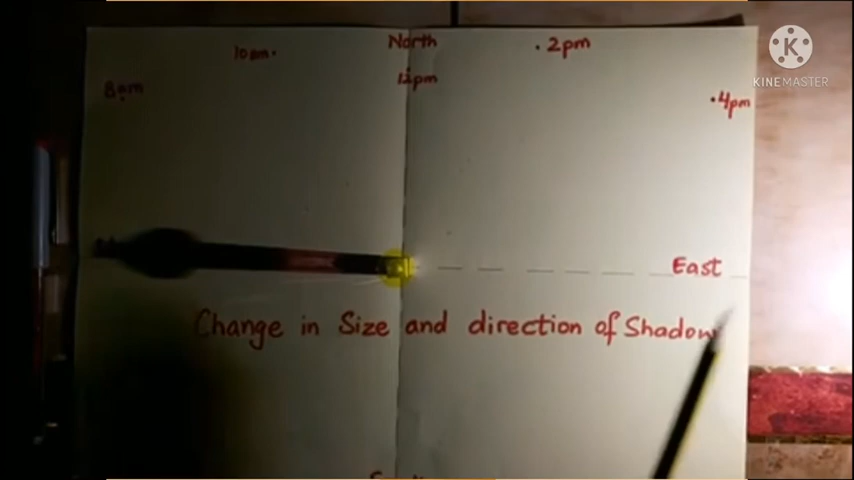 North
10am
2pm
8am
12pm
4pm
East
Change in Size and direction of Shadow
K
KINEMASTER